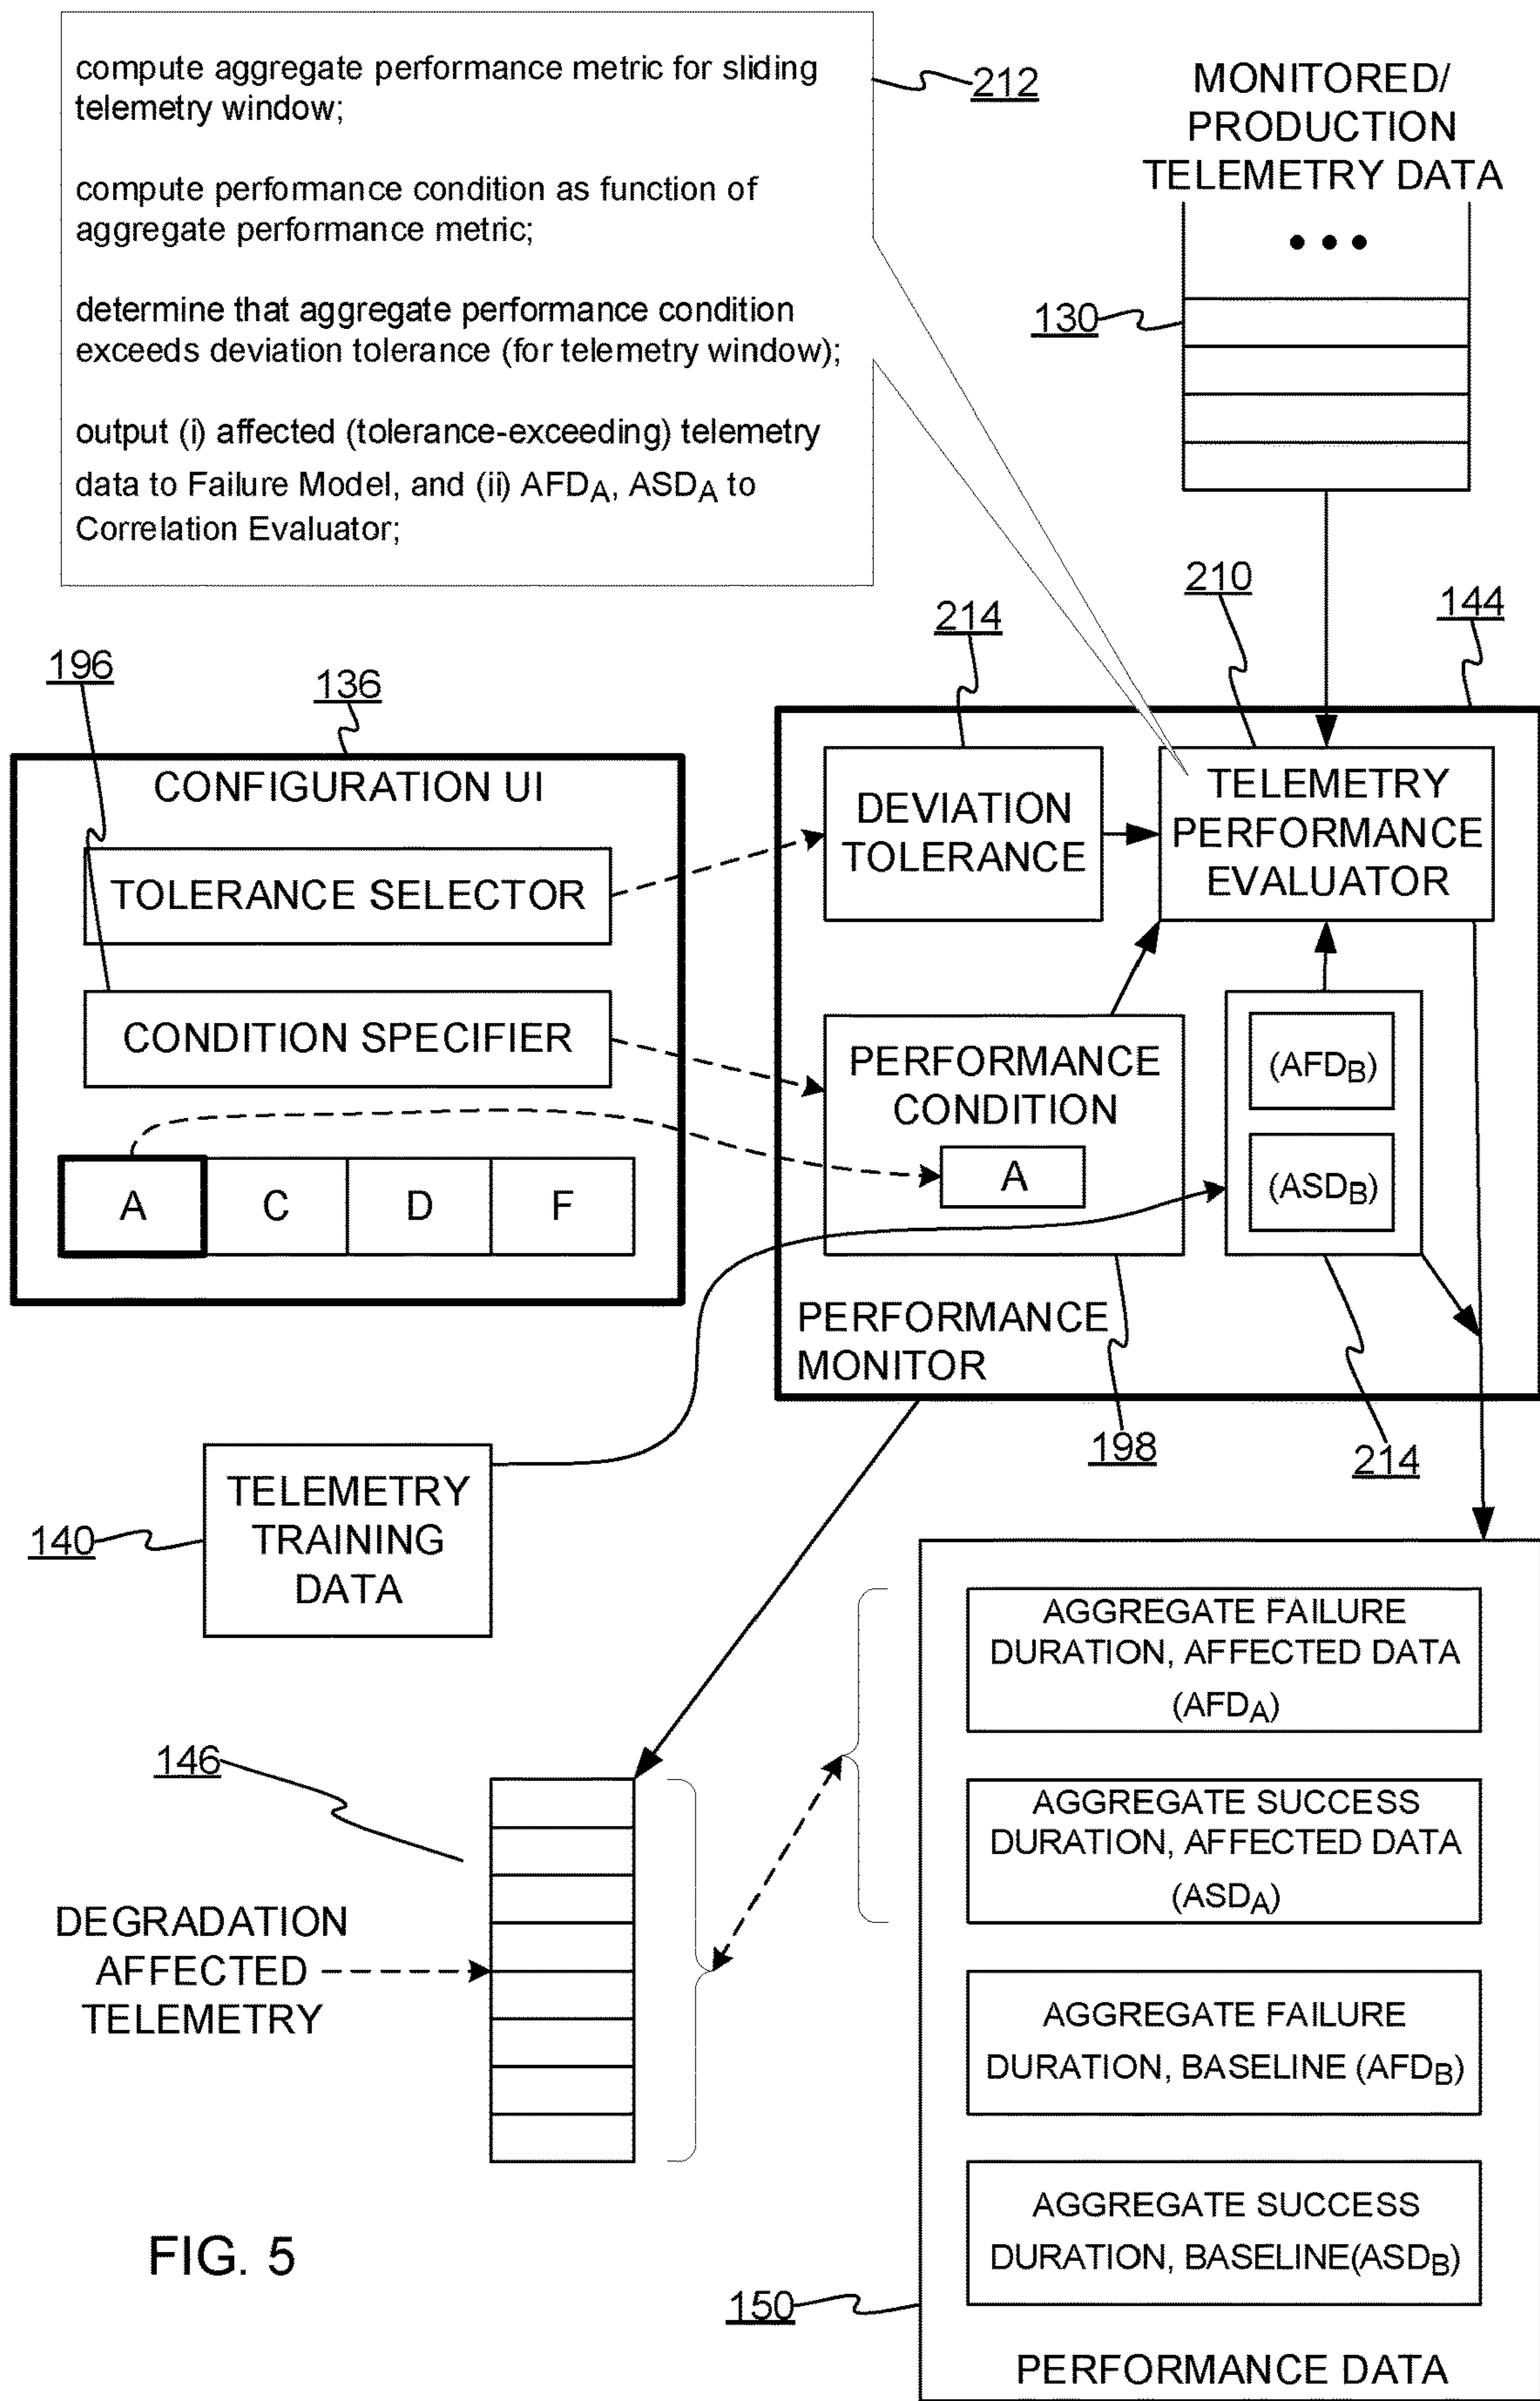 compute aggregate performance metric for sliding
telemetry window;
compute performance condition as function of
aggregate performance metric;
determine that aggregate performance condition
exceeds deviation tolerance (for telemetry window);
output (i) affected (tolerance-exceeding) telemetry
data to Failure Model, and (ii) AFDA, ASDA to
Correlation Evaluator;
212
MONITORED/
PRODUCTION
TELEMETRY DATA
130
196
136
214
210
144
CONFIGURATION UI
TOLERANCE SELECTOR
CONDITION SPECIFIER
A C D F
DEVIATION
TOLERANCE
TELEMETRY
PERFORMANCE
EVALUATOR
PERFORMANCE
CONDITION
A
(AFDB)
(ASDB)
PERFORMANCE
MONITOR
198
214
140
TELEMETRY
TRAINING
DATA
146
DEGRADATION
AFFECTED
TELEMETRY
AGGREGATE FAILURE
DURATION, AFFECTED DATA
(AFDA)
AGGREGATE SUCCESS
DURATION, AFFECTED DATA
(ASDA)
AGGREGATE FAILURE
DURATION, BASELINE (AFDB)
AGGREGATE SUCCESS
DURATION, BASELINE(ASDB)
150
PERFORMANCE DATA
FIG. 5